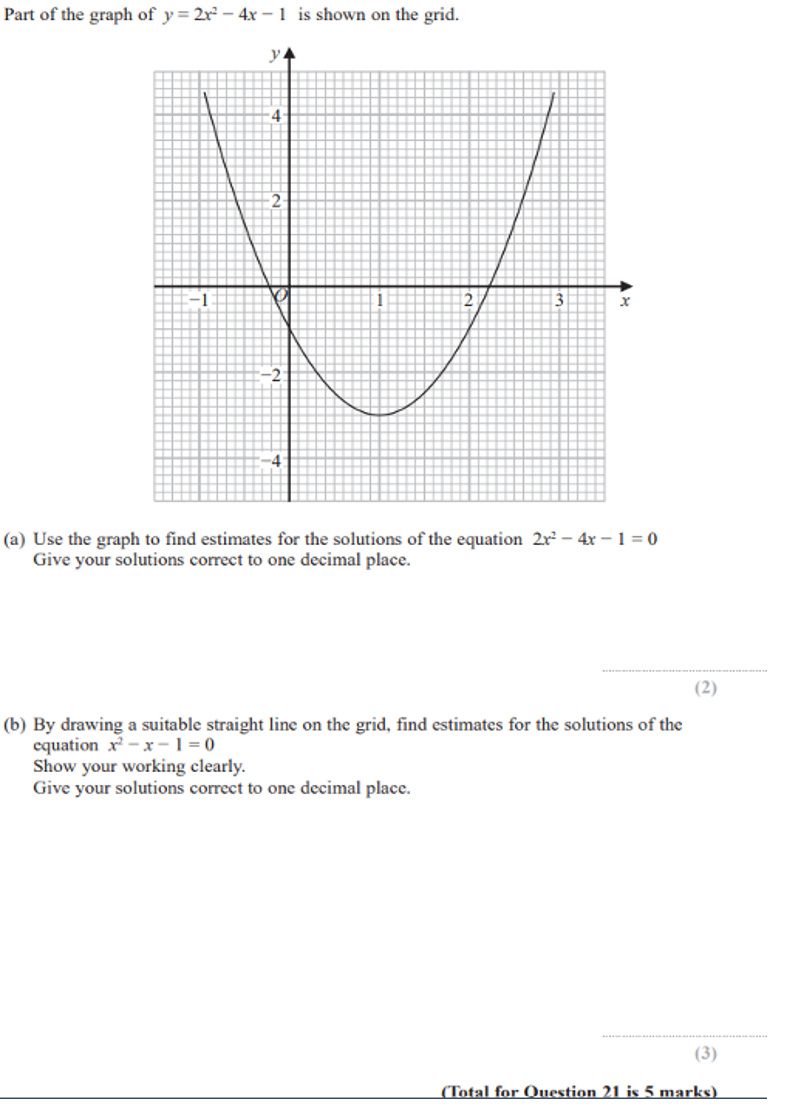 Part of the graph of y = 2x² − 4x − 1 is shown on the grid.
y
4
2
−1 O 1 2 3 x
−2
−4
(a) Use the graph to find estimates for the solutions of the equation 2x² − 4x − 1 = 0
Give your solutions correct to one decimal place.
(2)
(b) By drawing a suitable straight line on the grid, find estimates for the solutions of the
equation x² − x − 1 = 0
Show your working clearly.
Give your solutions correct to one decimal place.
(3)
(Total for Question 21 is 5 marks)